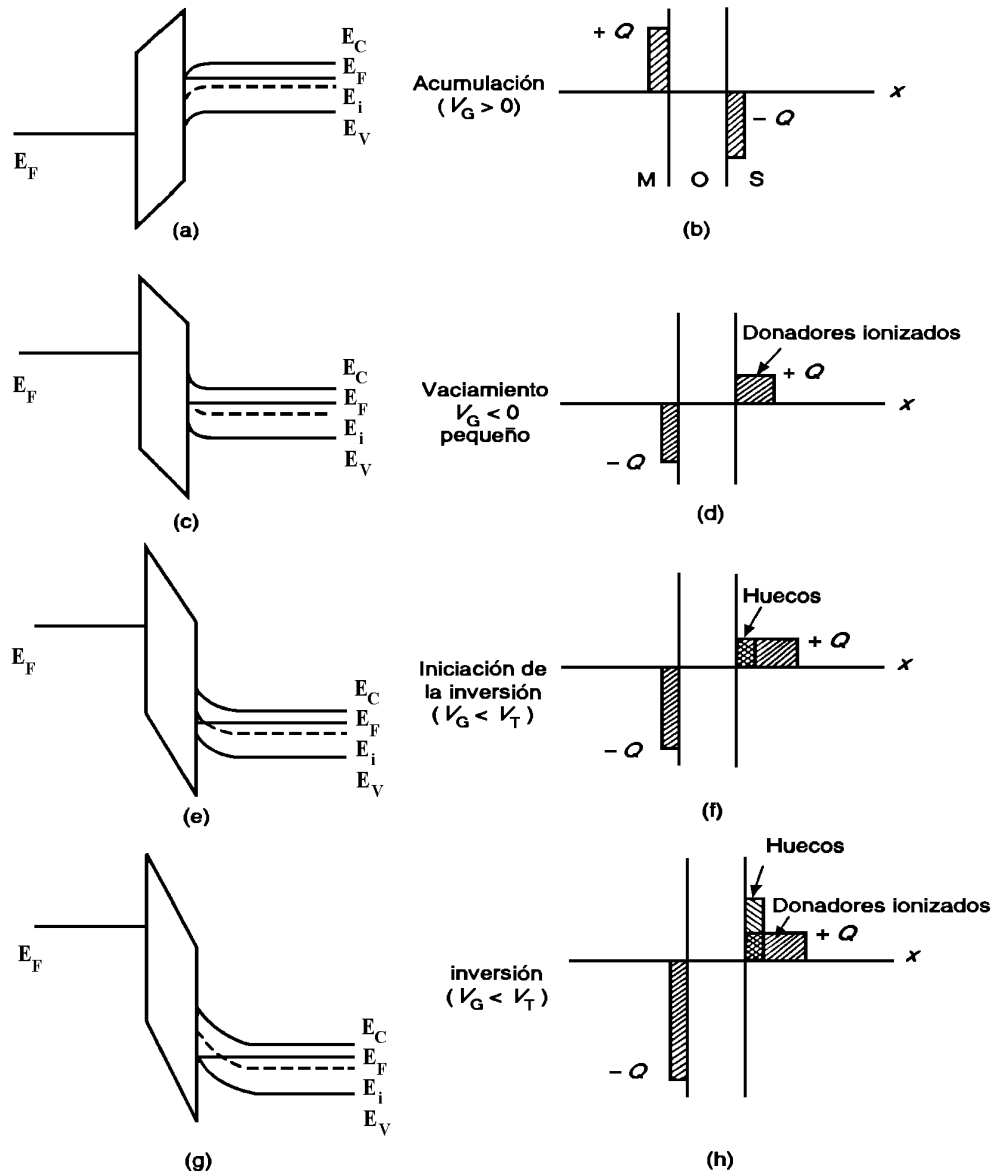 E_C
E_F
E_i
E_V
E_F
(a)
Acumulación
(V_G > 0)
+ Q
x
– Q
M O S
(b)
E_C
E_F
E_i
E_V
E_F
(c)
Vaciamiento
V_G < 0
pequeño
Donadores ionizados
+ Q
x
– Q
(d)
E_C
E_F
E_i
E_V
E_F
(e)
Iniciación de
la inversión
(V_G < V_T)
Huecos
+ Q
x
– Q
(f)
E_C
E_F
E_i
E_V
E_F
(g)
inversión
(V_G < V_T)
Huecos
Donadores ionizados
+ Q
x
– Q
(h)